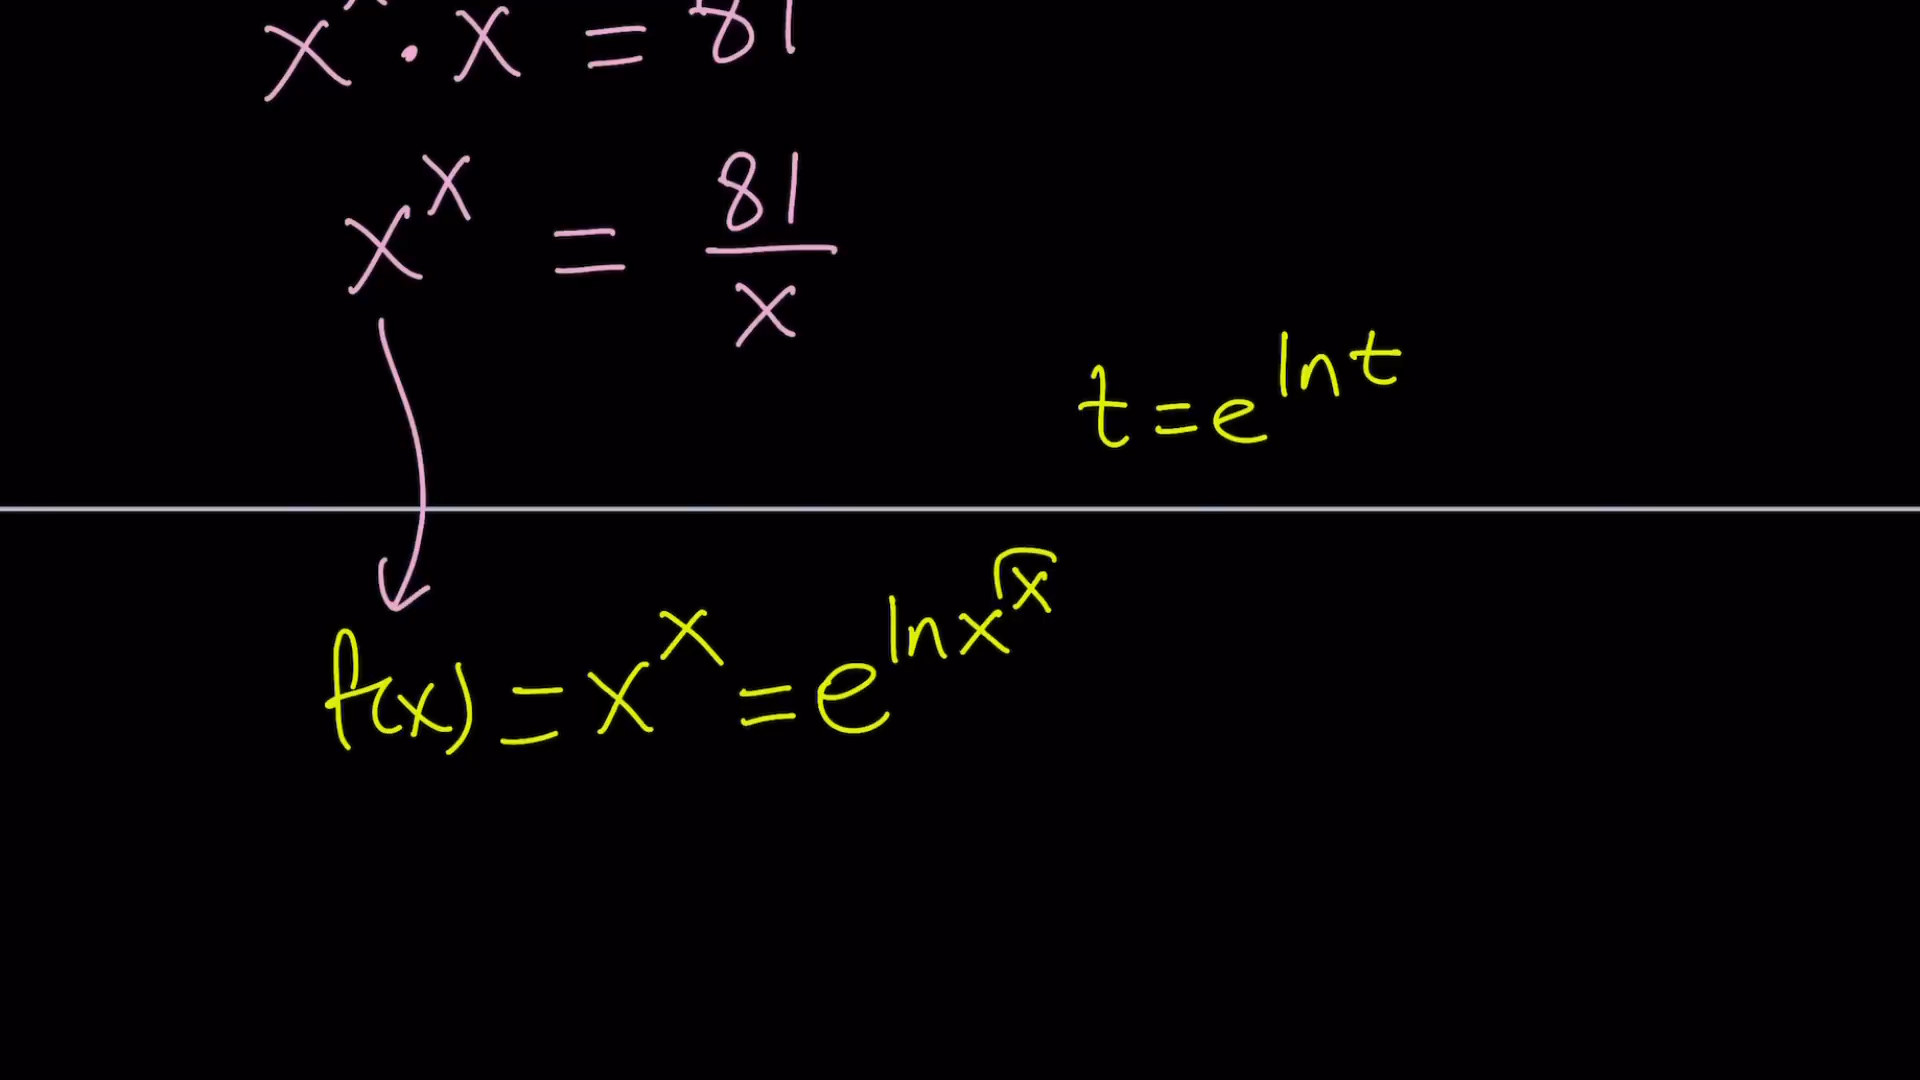 x^x · x = 81
x^x = 81/x
t = e^(ln t)
f(x) = x^x = e^(ln x^x)